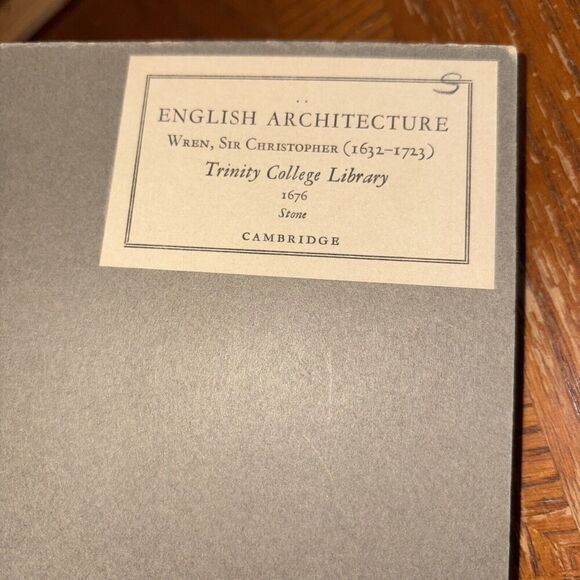 S
ENGLISH ARCHITECTURE
WREN, SIR CHRISTOPHER (1632–1723)
Trinity College Library
1676
Stone
CAMBRIDGE